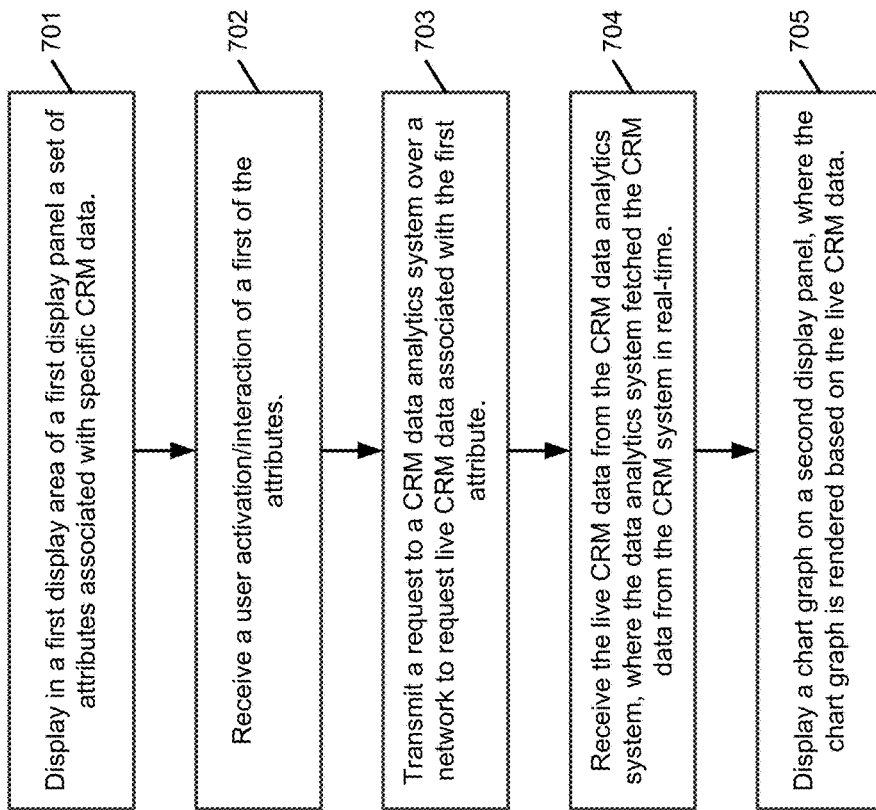 Display in a first display area of a first display panel a set of
attributes associated with specific CRM data.
701
Receive a user activation/interaction of a first of the
attributes.
702
Transmit a request to a CRM data analytics system over a
network to request live CRM data associated with the first
attribute.
703
Receive the live CRM data from the CRM data analytics
system, where the data analytics system fetched the CRM
data from the CRM system in real-time.
704
Display a chart graph on a second display panel, where the
chart graph is rendered based on the live CRM data.
705